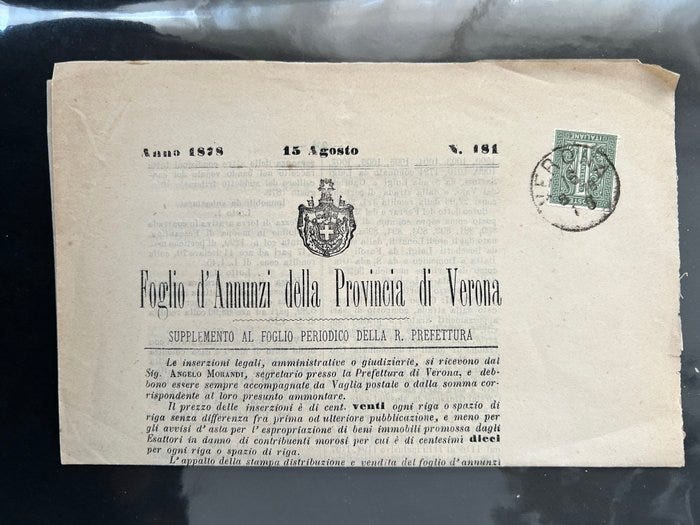 Anno 1878 15 Agosto N. 181
VERONA
Foglio d'Annunzi della Provincia di Verona
SUPPLEMENTO AL FOGLIO PERIODICO DELLA R. PREFETTURA
Le inserzioni legali, amministrative o giudiziarie, si ricevono dal
Sig. ANGELO MORANDI, segretario presso la Prefettura di Verona, e deb-
bono essere sempre accompagnate da Vaglia postale o dalla somma cor-
rispondente al loro presunto ammontare.
Il prezzo delle inserzioni è di cent. venti ogni riga o spazio di
riga senza differenza fra prima od ulteriore pubblicazione, e meno per
gli avvisi d'asta per l'espropriazione di beni immobili promossa dagli
Esattori in danno di contribuenti morosi per cui è di centesimi dieci
per ogni riga o spazio di riga.
L'appalto della stampa distribuzione e vendita del foglio d'annunzi